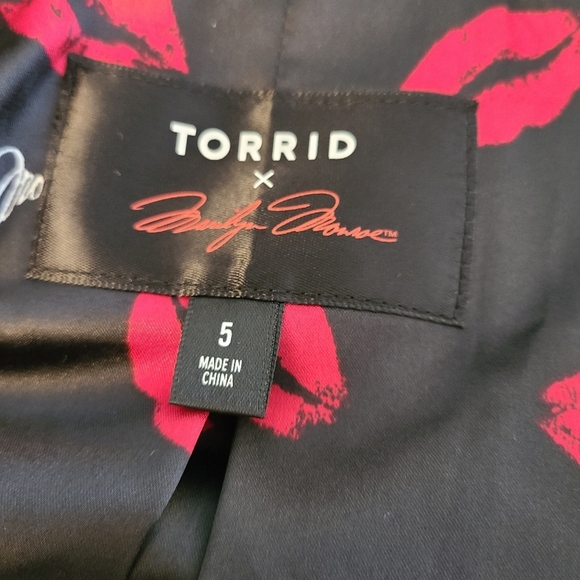 TORRID
×
Marilyn Monroe™
5
MADE IN
CHINA